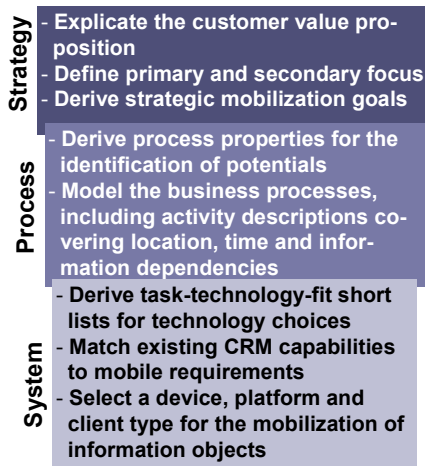 Strategy
- Explicate the customer value pro-
position
- Define primary and secondary focus
- Derive strategic mobilization goals
Process
- Derive process properties for the
identification of potentials
- Model the business processes,
including activity descriptions co-
vering location, time and infor-
mation dependencies
System
- Derive task-technology-fit short
lists for technology choices
- Match existing CRM capabilities
to mobile requirements
- Select a device, platform and
client type for the mobilization of
information objects